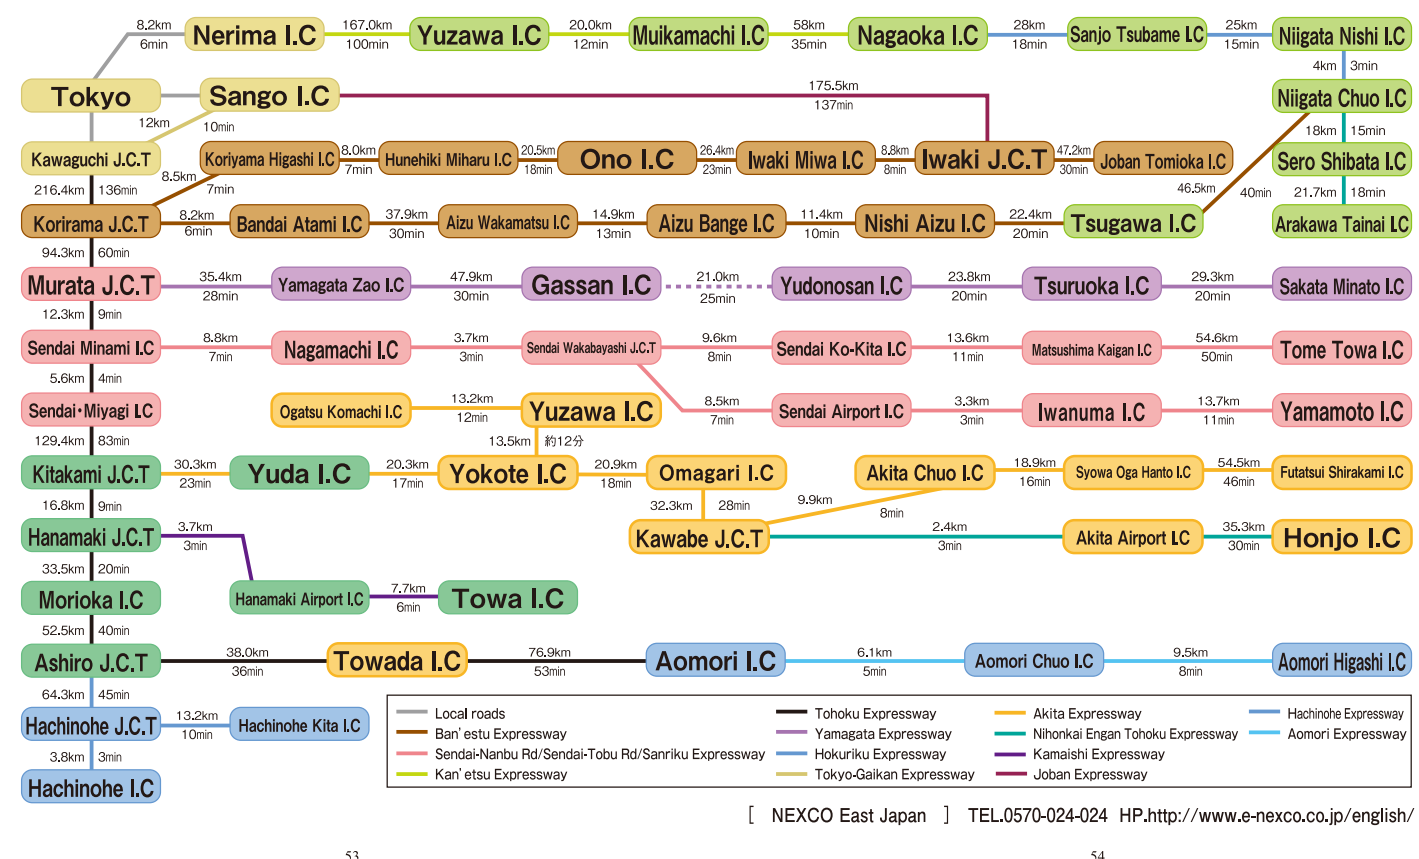 8.2km 167.0km 20.0km 58km 28km 25km
Nerima I.C Yuzawa I.C Muikamachi I.C Nagaoka I.C Sanjo Tsubame I.C Niigata Nishi I.C
6min 100min 12min 35min 18min 15min
4km 3min
Tokyo Sango I.C 175.5km Niigata Chuo I.C
137min
12km 10min 18km 15min
Kawaguchi J.C.T Koriyama Higashi I.C 8.0km Hunehiki Miharu I.C 20.5km Ono I.C 26.4km Iwaki Miwa I.C 8.8km Iwaki J.C.T 47.2km Joban Tomioka I.C Sero Shibata I.C
7min 18min 23min 8min 30min
216.4km 136min 8.5km 7min 46.5km 40min 21.7km 18min
Korirama J.C.T 8.2km Bandai Atami I.C 37.9km Aizu Wakamatsu I.C 14.9km Aizu Bange I.C 11.4km Nishi Aizu I.C 22.4km Tsugawa I.C Arakawa Tainai I.C
6min 30min 13min 10min 20min
94.3km 60min
Murata J.C.T 35.4km Yamagata Zao I.C 47.9km Gassan I.C 21.0km Yudonosan I.C 23.8km Tsuruoka I.C 29.3km Sakata Minato I.C
28min 30min 25min 20min 20min
12.3km 9min
Sendai Minami I.C 8.8km Nagamachi I.C 3.7km Sendai Wakabayashi J.C.T 9.6km Sendai Ko-Kita I.C 13.6km Matsushima Kaigan I.C 54.6km Tome Towa I.C
7min 3min 8min 11min 50min
5.6km 4min
Sendai・Miyagi I.C Ogatsu Komachi I.C 13.2km Yuzawa I.C 8.5km Sendai Airport I.C 3.3km Iwanuma I.C 13.7km Yamamoto I.C
12min 7min 3min 11min
129.4km 83min 13.5km 約12分
Kitakami J.C.T 30.3km Yuda I.C 20.3km Yokote I.C 20.9km Omagari I.C Akita Chuo I.C 18.9km Syowa Oga Hanto I.C 54.5km Futatsui Shirakami I.C
23min 17min 18min 16min 46min
16.8km 9min 32.3km 28min 9.9km 8min
Hanamaki J.C.T 3.7km Kawabe J.C.T 2.4km Akita Airport I.C 35.3km Honjo I.C
3min 3min 30min
33.5km 20min
Morioka I.C Hanamaki Airport I.C 7.7km Towa I.C
6min
52.5km 40min
Ashiro J.C.T 38.0km Towada I.C 76.9km Aomori I.C 6.1km Aomori Chuo I.C 9.5km Aomori Higashi I.C
36min 53min 5min 8min
64.3km 45min
Hachinohe J.C.T 13.2km Hachinohe Kita I.C
10min
3.8km 3min
Hachinohe I.C
Local roads Tohoku Expressway Akita Expressway Hachinohe Expressway
Ban'estu Expressway Yamagata Expressway Nihonkai Engan Tohoku Expressway Aomori Expressway
Sendai-Nanbu Rd/Sendai-Tobu Rd/Sanriku Expressway Hokuriku Expressway Kamaishi Expressway
Kan'etsu Expressway Tokyo-Gaikan Expressway Joban Expressway
[ NEXCO East Japan ] TEL.0570-024-024 HP.http://www.e-nexco.co.jp/english/
53 54